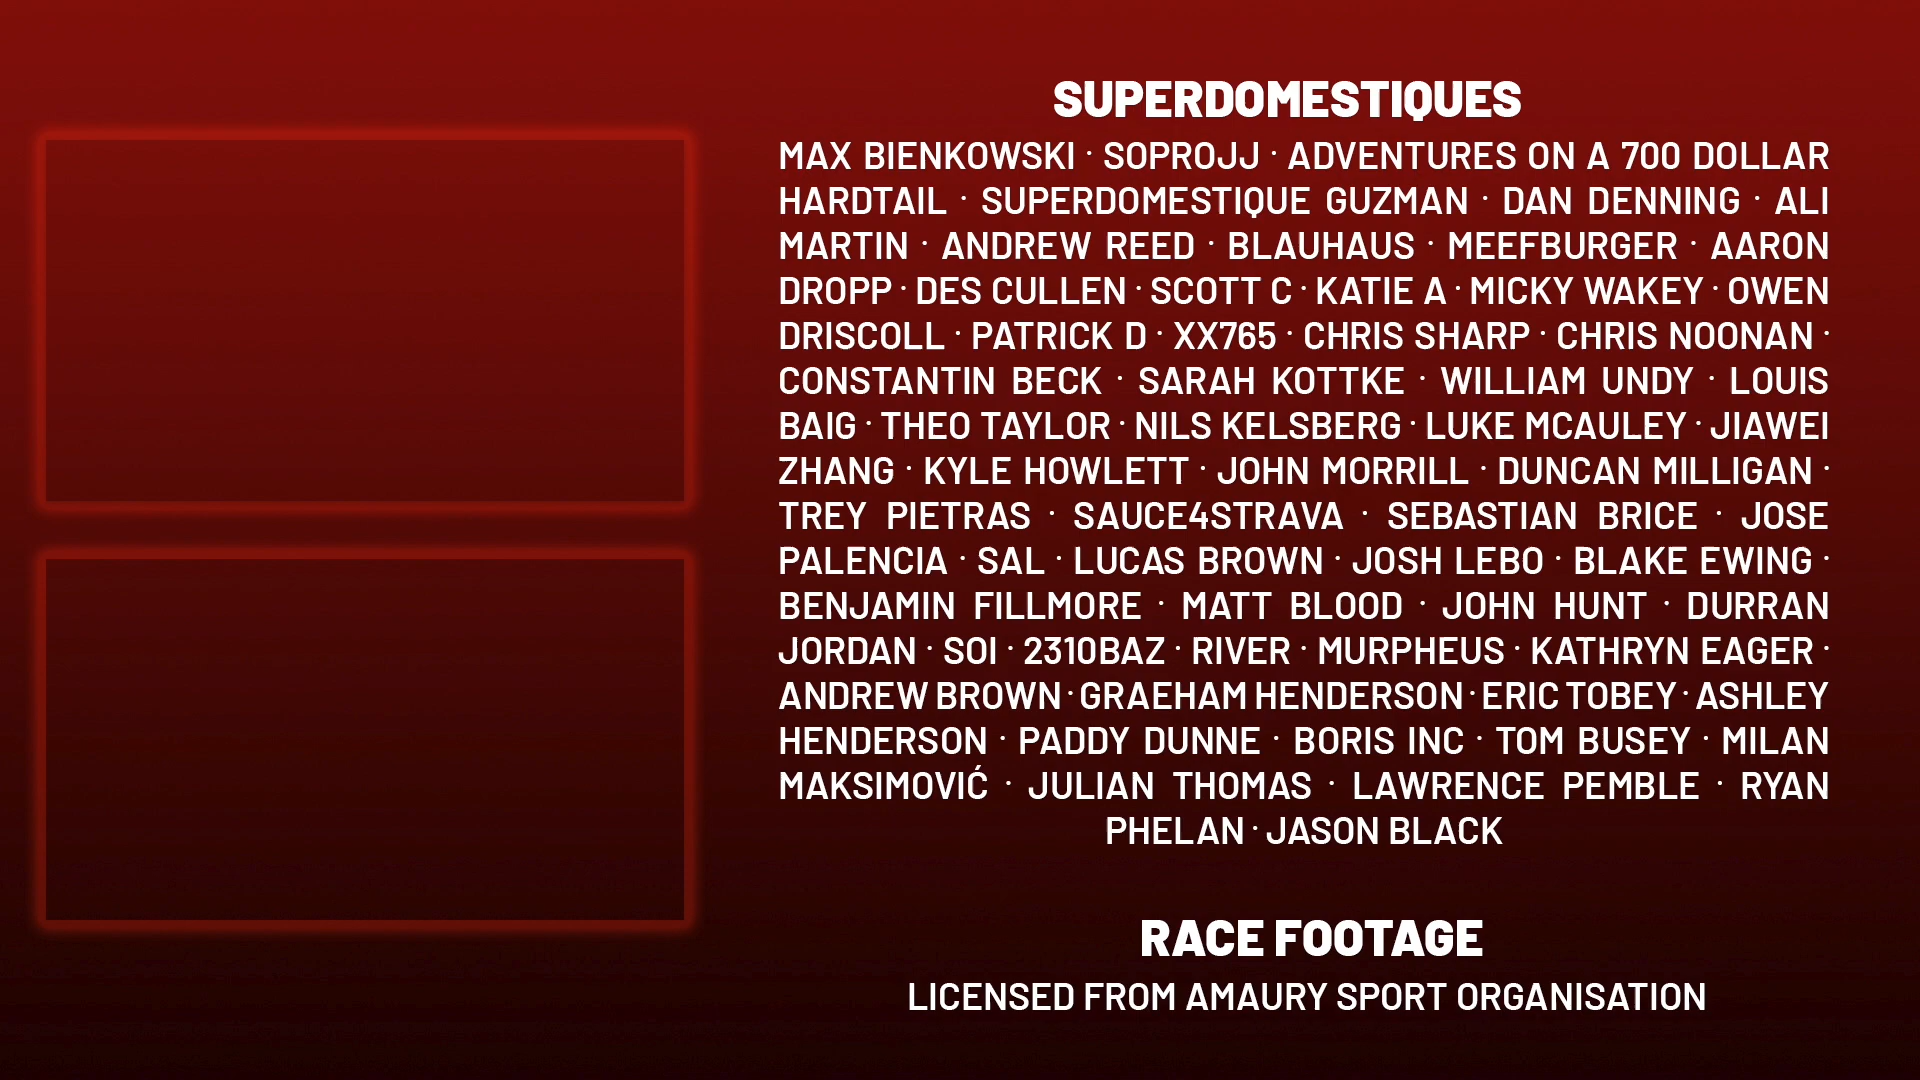 SUPERDOMESTIQUES
MAX BIENKOWSKI · SOPROJJ · ADVENTURES ON A 700 DOLLAR
HARDTAIL · SUPERDOMESTIQUE GUZMAN · DAN DENNING · ALI
MARTIN · ANDREW REED · BLAUHAUS · MEEFBURGER · AARON
DROPP · DES CULLEN · SCOTT C · KATIE A · MICKY WAKEY · OWEN
DRISCOLL · PATRICK D · XX765 · CHRIS SHARP · CHRIS NOONAN ·
CONSTANTIN BECK · SARAH KOTTKE · WILLIAM UNDY · LOUIS
BAIG · THEO TAYLOR · NILS KELSBERG · LUKE MCAULEY · JIAWEI
ZHANG · KYLE HOWLETT · JOHN MORRILL · DUNCAN MILLIGAN ·
TREY PIETRAS · SAUCE4STRAVA · SEBASTIAN BRICE · JOSE
PALENCIA · SAL · LUCAS BROWN · JOSH LEBO · BLAKE EWING ·
BENJAMIN FILLMORE · MATT BLOOD · JOHN HUNT · DURRAN
JORDAN · SOI · 2310BAZ · RIVER · MURPHEUS · KATHRYN EAGER ·
ANDREW BROWN · GRAEHAM HENDERSON · ERIC TOBEY · ASHLEY
HENDERSON · PADDY DUNNE · BORIS INC · TOM BUSEY · MILAN
MAKSIMOVIĆ · JULIAN THOMAS · LAWRENCE PEMBLE · RYAN
PHELAN · JASON BLACK
RACE FOOTAGE
LICENSED FROM AMAURY SPORT ORGANISATION